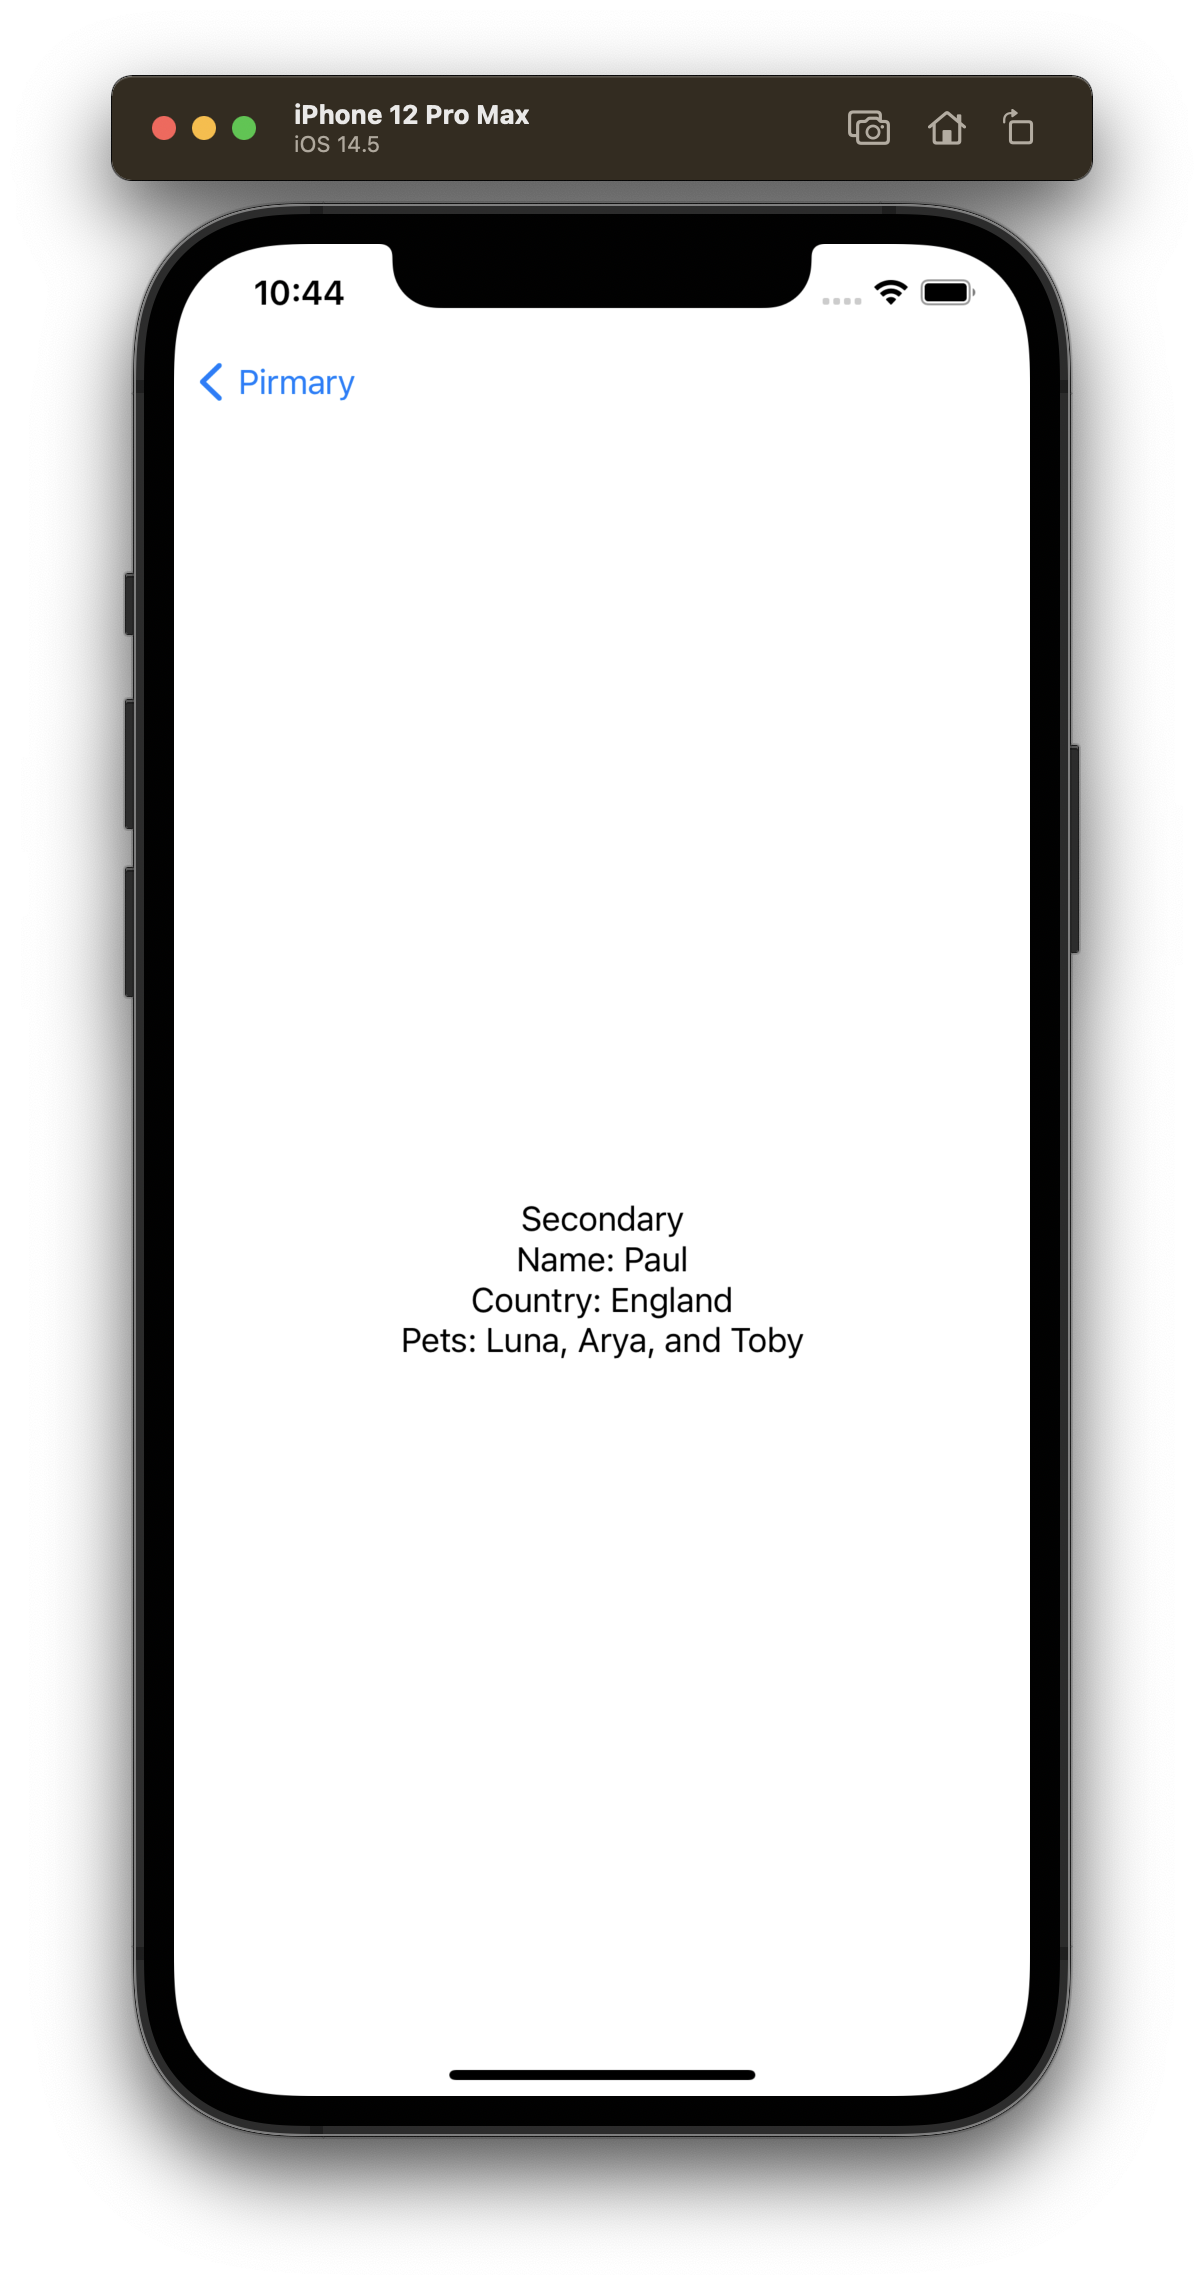 iPhone 12 Pro Max
iOS 14.5
10:44
Pirmary
Secondary
Name: Paul
Country: England
Pets: Luna, Arya, and Toby